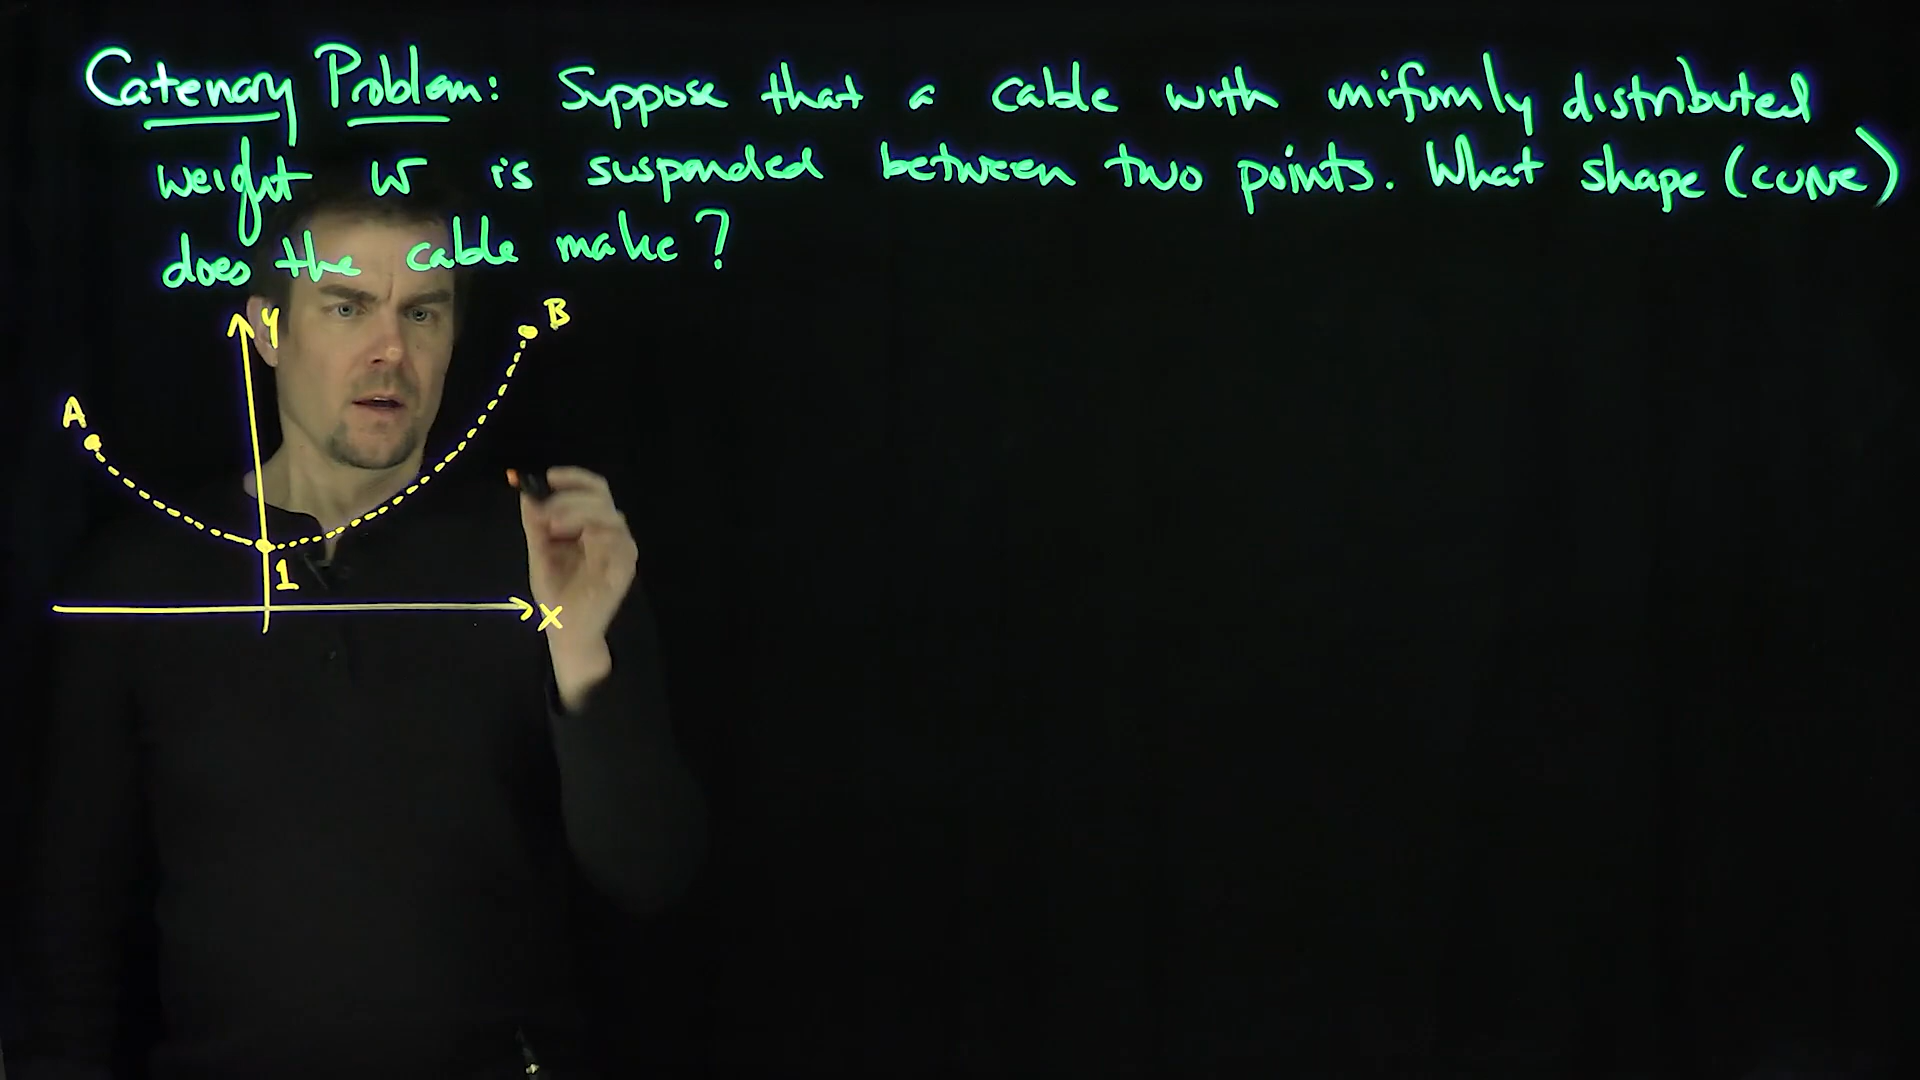 Catenary Problem: Suppose that a cable with uniformly distributed
weight w is suspended between two points. What shape (curve)
does the cable make?
y
B
A
1
x